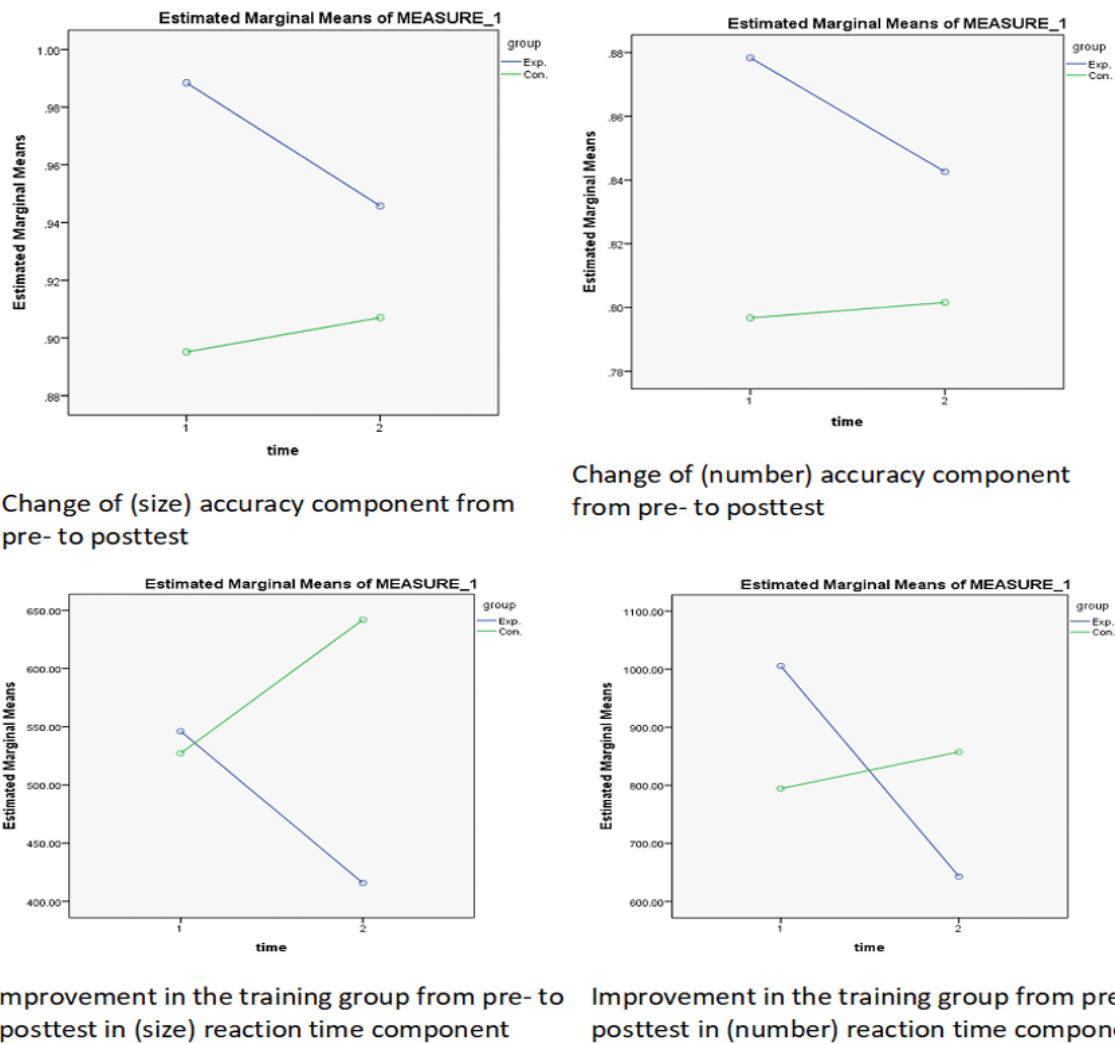 Estimated Marginal Means of MEASURE_1
group
Exp.
Con.
Estimated Marginal Means
1.00
.98
.96
.94
.92
.90
.88
1
2
time
Change of (size) accuracy component from
pre- to posttest
Estimated Marginal Means of MEASURE_1
group
Exp.
Con.
Estimated Marginal Means
.88
.86
.84
.82
.80
.78
1
2
time
Change of (number) accuracy component
from pre- to posttest
Estimated Marginal Means of MEASURE_1
group
Exp.
Con.
Estimated Marginal Means
650.00
600.00
550.00
500.00
450.00
400.00
1
2
time
mprovement in the training group from pre- to
posttest in (size) reaction time component
Estimated Marginal Means of MEASURE_1
group
Exp.
Con.
Estimated Marginal Means
1100.00
1000.00
900.00
800.00
700.00
600.00
1
2
time
Improvement in the training group from pre
posttest in (number) reaction time compon